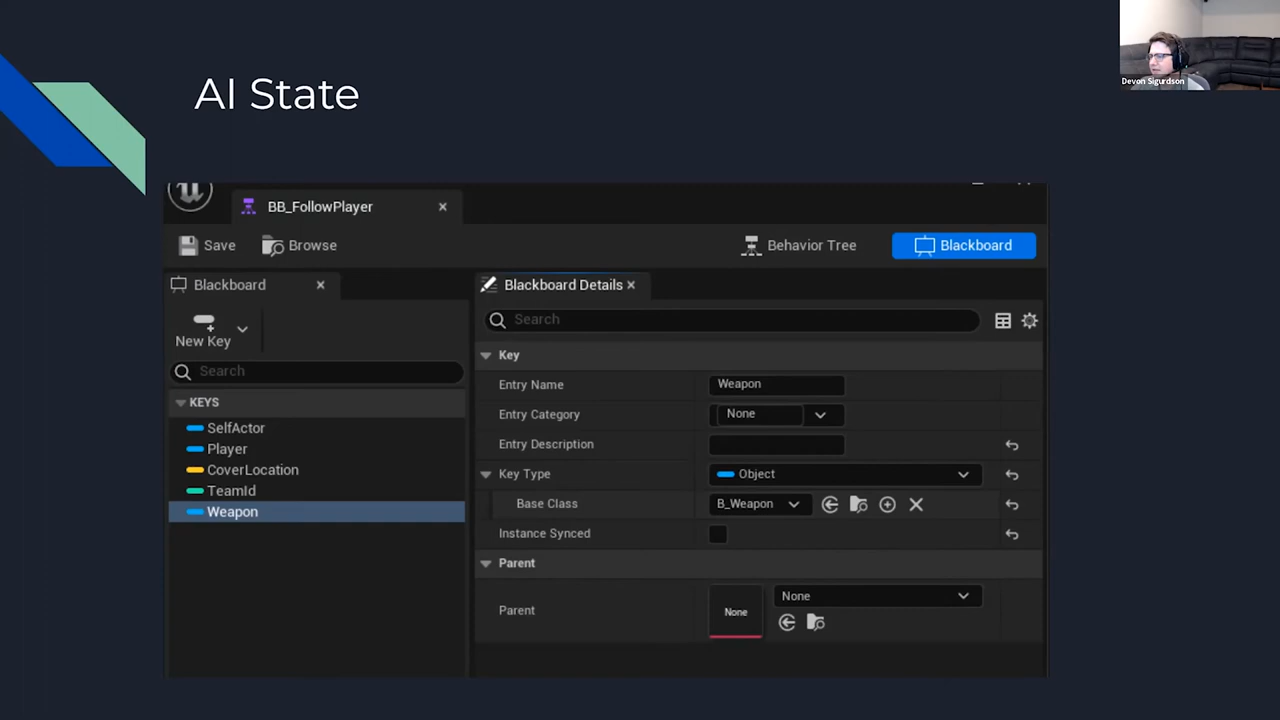 Devon Sigurdson
AI State
BB_FollowPlayer
Save
Browse
Behavior Tree
Blackboard
Blackboard
Blackboard Details
New Key
Search
Search
KEYS
SelfActor
Player
CoverLocation
TeamId
Weapon
Key
Entry Name
Weapon
Entry Category
None
Entry Description
Key Type
Object
Base Class
B_Weapon
Instance Synced
Parent
Parent
None
None